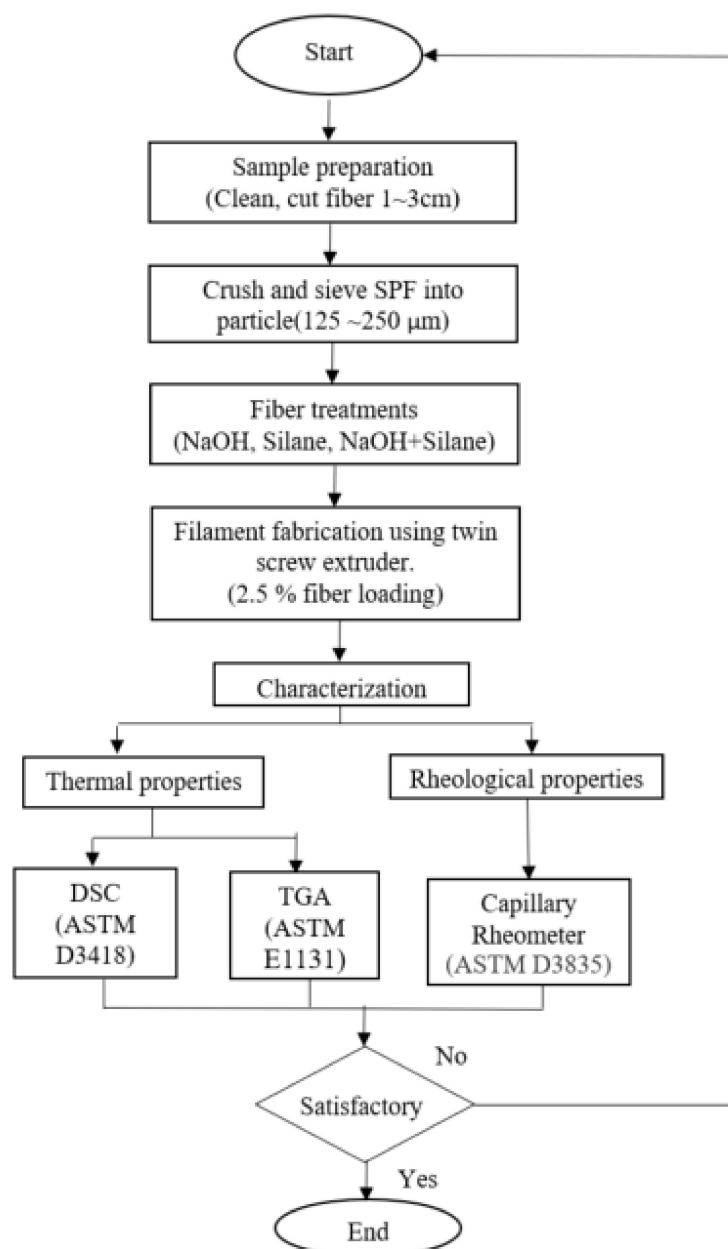 Start
Sample preparation
(Clean, cut fiber 1~3cm)
Crush and sieve SPF into
particle(125 ~250 μm)
Fiber treatments
(NaOH, Silane, NaOH+Silane)
Filament fabrication using twin
screw extruder.
(2.5 % fiber loading)
Characterization
Thermal properties
Rheological properties
DSC
(ASTM
D3418)
TGA
(ASTM
E1131)
Capillary
Rheometer
(ASTM D3835)
No
Satisfactory
Yes
End